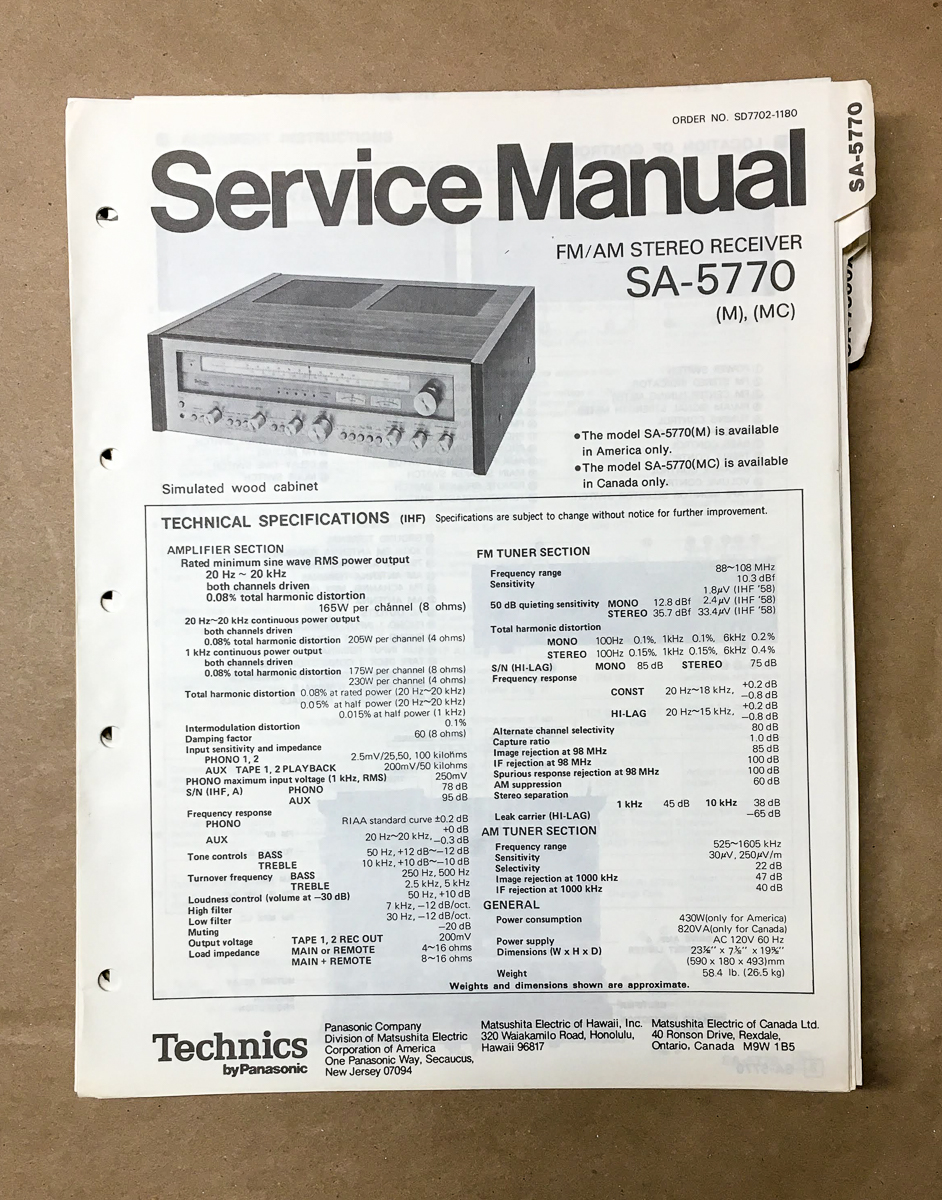 ORDER NO. SD7702-1180
SA-5770
Service Manual
FM/AM STEREO RECEIVER
SA-5770
(M), (MC)
Technics
●The model SA-5770(M) is available
in America only.
●The model SA-5770(MC) is available
in Canada only.
Simulated wood cabinet
TECHNICAL SPECIFICATIONS (IHF) Specifications are subject to change without notice for further improvement.
AMPLIFIER SECTION
Rated minimum sine wave RMS power output
20 Hz ~ 20 kHz
both channels driven
0.08% total harmonic distortion
165W per channel (8 ohms)
20 Hz~20 kHz continuous power output
both channels driven
0.08% total harmonic distortion 205W per channel (4 ohms)
1 kHz continuous power output
both channels driven
0.08% total harmonic distortion 175W per channel (8 ohms)
230W per channel (4 ohms)
Total harmonic distortion 0.08% at rated power (20 Hz~20 kHz)
0.05% at half power (20 Hz~20 kHz)
0.015% at half power (1 kHz)
Intermodulation distortion 0.1%
Damping factor 60 (8 ohms)
Input sensitivity and impedance
PHONO 1, 2 2.5mV/25,50, 100 kilohms
AUX TAPE 1, 2 PLAYBACK 200mV/50 kilohms
PHONO maximum input voltage (1 kHz, RMS) 250mV
S/N (IHF, A) PHONO 78 dB
AUX 95 dB
Frequency response
PHONO RIAA standard curve ±0.2 dB
AUX 20 Hz~20 kHz, +0 dB
−0.3 dB
Tone controls BASS 50 Hz, +12 dB~−12 dB
TREBLE 10 kHz, +10 dB~−10 dB
Turnover frequency BASS 250 Hz, 500 Hz
TREBLE 2.5 kHz, 5 kHz
Loudness control (volume at −30 dB) 50 Hz, +10 dB
High filter 7 kHz, −12 dB/oct.
Low filter 30 Hz, −12 dB/oct.
Muting −20 dB
Output voltage TAPE 1, 2 REC OUT 200mV
Load impedance MAIN or REMOTE 4~16 ohms
MAIN + REMOTE 8~16 ohms
FM TUNER SECTION
Frequency range 88~108 MHz
Sensitivity 10.3 dBf
1.8μV (IHF '58)
50 dB quieting sensitivity MONO 12.8 dBf 2.4μV (IHF '58)
STEREO 35.7 dBf 33.4μV (IHF '58)
Total harmonic distortion
MONO 100Hz 0.1%, 1kHz 0.1%, 6kHz 0.2%
STEREO 100Hz 0.15%, 1kHz 0.15%, 6kHz 0.4%
S/N (HI-LAG) MONO 85 dB STEREO 75 dB
Frequency response
CONST 20 Hz~18 kHz, +0.2 dB
−0.8 dB
HI-LAG 20 Hz~15 kHz, +0.2 dB
−0.8 dB
Alternate channel selectivity 80 dB
Capture ratio 1.0 dB
Image rejection at 98 MHz 85 dB
IF rejection at 98 MHz 100 dB
Spurious response rejection at 98 MHz 100 dB
AM suppression 60 dB
Stereo separation
1 kHz 45 dB 10 kHz 38 dB
Leak carrier (HI-LAG) −65 dB
AM TUNER SECTION
Frequency range 525~1605 kHz
Sensitivity 30μV, 250μV/m
Selectivity 22 dB
Image rejection at 1000 kHz 47 dB
IF rejection at 1000 kHz 40 dB
GENERAL
Power consumption 430W(only for America)
820VA(only for Canada)
Power supply AC 120V 60 Hz
Dimensions (W x H x D)
(590 x 180 x 493)mm
Weight 58.4 lb. (26.5 kg)
Weights and dimensions shown are approximate.
Technics
by Panasonic
Panasonic Company
Division of Matsushita Electric
Corporation of America
One Panasonic Way, Secaucus,
New Jersey 07094
Matsushita Electric of Hawaii, Inc.
320 Waiakamilo Road, Honolulu,
Hawaii 96817
Matsushita Electric of Canada Ltd.
40 Ronson Drive, Rexdale,
Ontario, Canada M9W 1B5